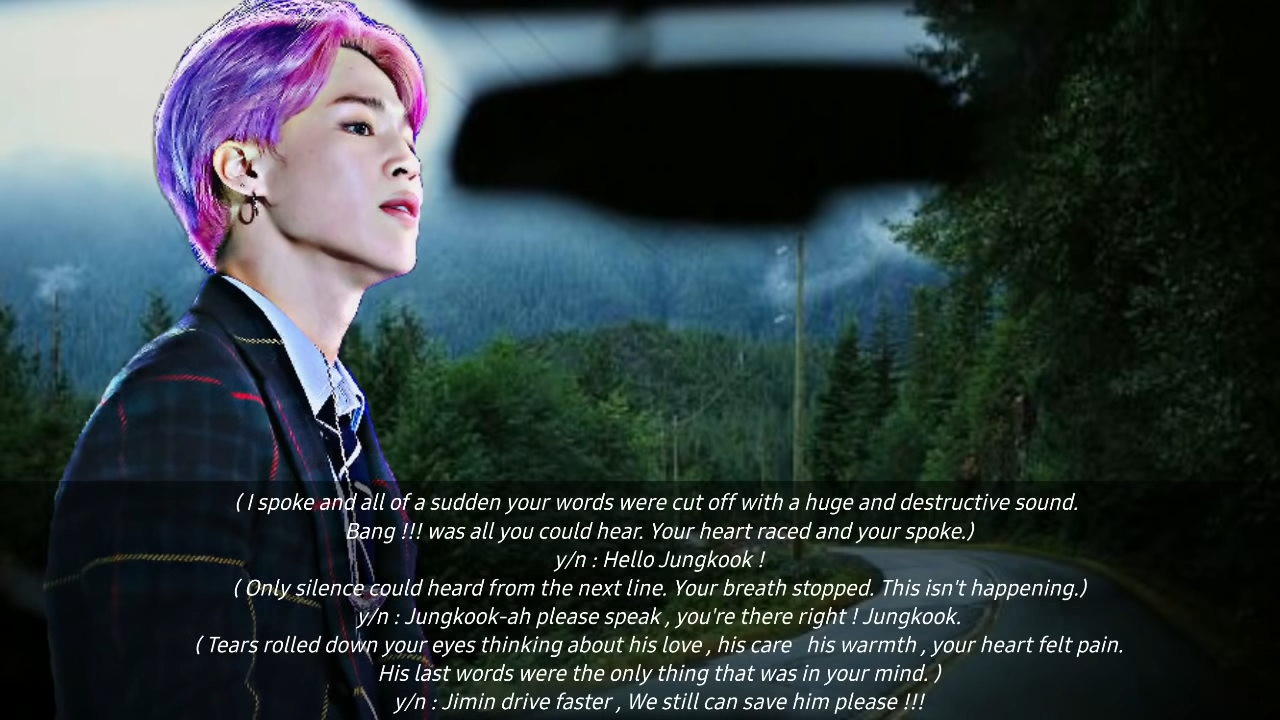 ( I spoke and all of a sudden your words were cut off with a huge and destructive sound.
Bang !!! was all you could hear. Your heart raced and your spoke.)
y/n : Hello Jungkook !
( Only silence could heard from the next line. Your breath stopped. This isn't happening.)
y/n : Jungkook-ah please speak , you're there right ! Jungkook.
( Tears rolled down your eyes thinking about his love , his care his warmth , your heart felt pain.
His last words were the only thing that was in your mind. )
y/n : Jimin drive faster , We still can save him please !!!